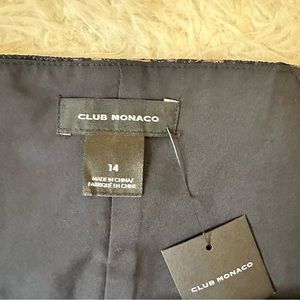 CLUB MONACO
14
MADE IN CHINA/
FABRIQUÉ EN CHINE
CLUB MONACO